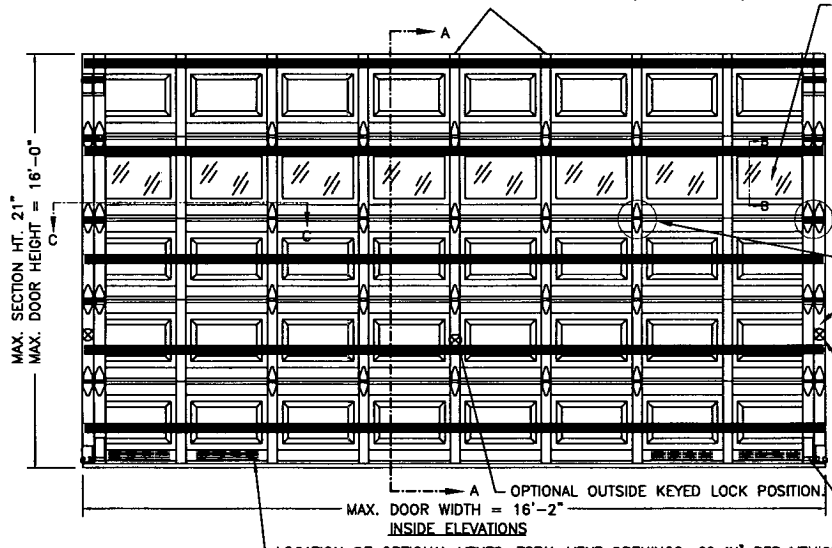 A
MAX. SECTION HT. 21"
MAX. DOOR HEIGHT = 16'-0"
B
B
C
C
A
OPTIONAL OUTSIDE KEYED LOCK POSITION.
MAX. DOOR WIDTH = 16'-2"
INSIDE ELEVATIONS